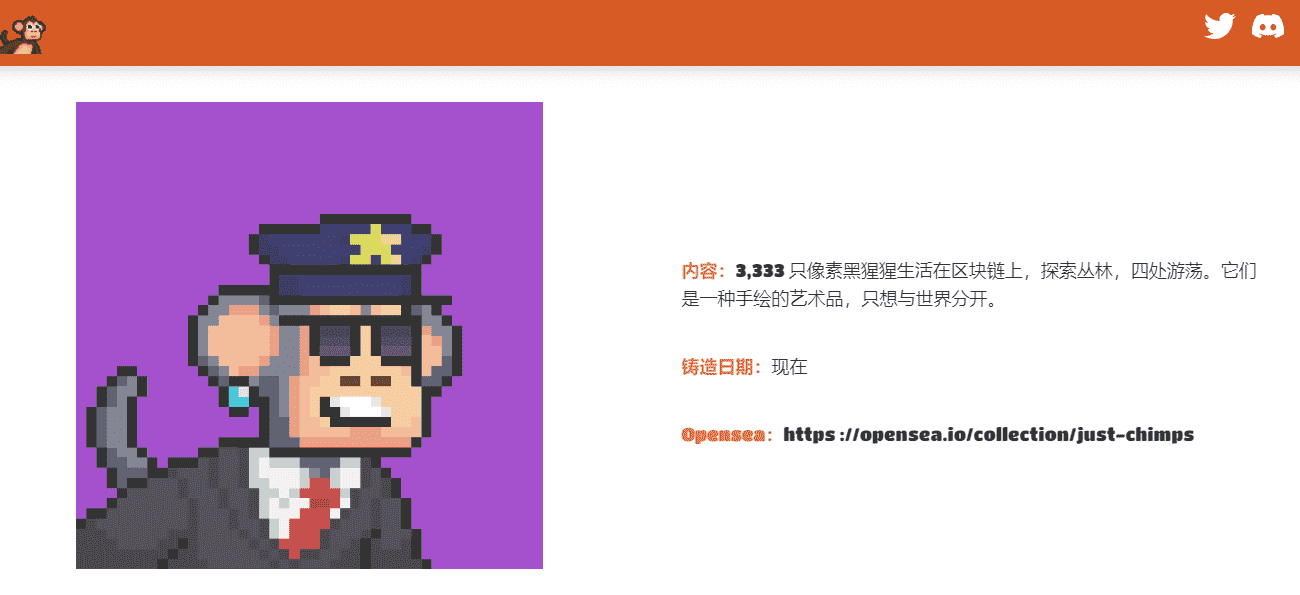 内容：3,333 只像素黑猩猩生活在区块链上，探索丛林，四处游荡。它们
是一种手绘的艺术品，只想与世界分开。
铸造日期：现在
Opensea：https ://opensea.io/collection/just-chimps